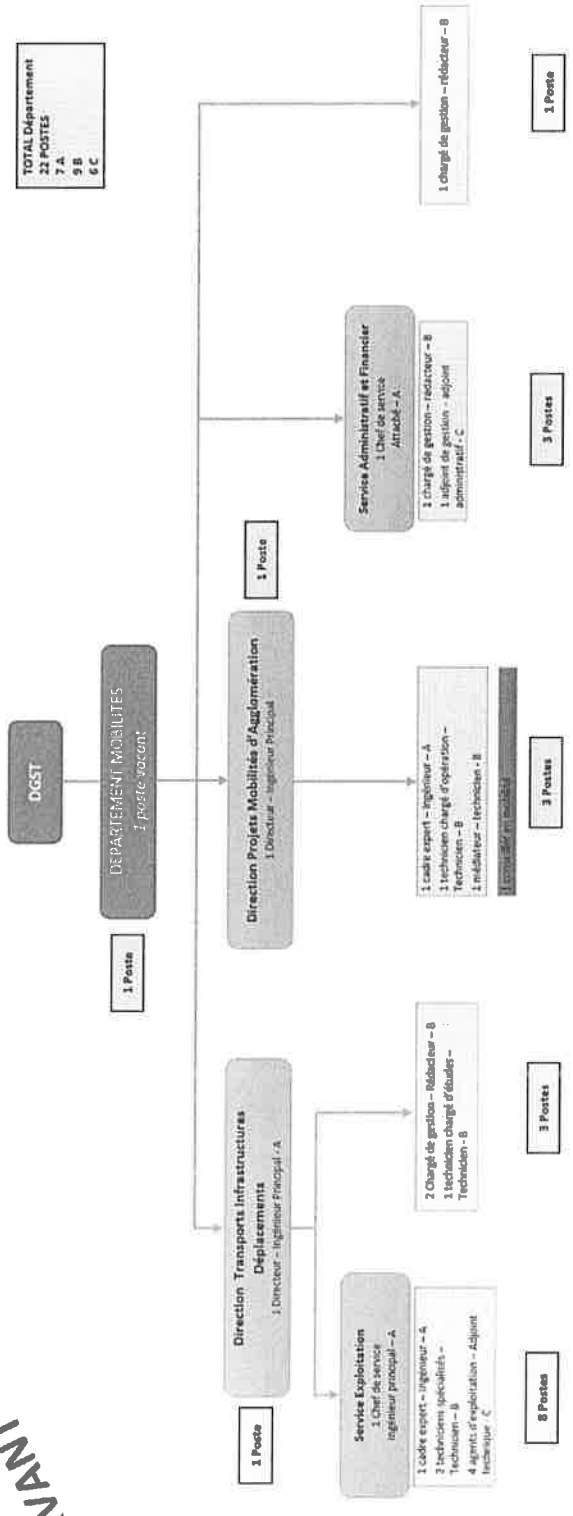 TOTAL Département
22 POSTES
7 A
9 B
6 C
DGST
DEPARTEMENT MOBILITES
1 poste vacant
1 Poste
Direction Transports Infrastructures
Déplacements
1 Directeur – Ingénieur Principal - A
1 Poste
Direction Projets Mobilités d'Agglomération
1 Directeur – Ingénieur Principal –
1 Poste
Service Exploitation
1 Chef de service
Ingénieur principal – A
1 cadre expert – Ingénieur – A
2 techniciens spécialisés –
Technicien – B
4 agents d'exploitation – Adjoint
technique - C
8 Postes
2 Chargé de gestion – Rédacteur – B
1 technicien chargé d'études –
Technicien - B
3 Postes
1 cadre expert – Ingénieur – A
1 technicien chargé d'opération –
Technicien – B
1 médiateur – technicien - B
1 conseiller en mobilité
3 Postes
Service Administratif et Financier
1 Chef de service
Attaché – A
1 chargé de gestion – rédacteur – B
1 adjoint de gestion - adjoint
administratif - C
3 Postes
1 chargé de gestion – rédacteur – B
1 Poste